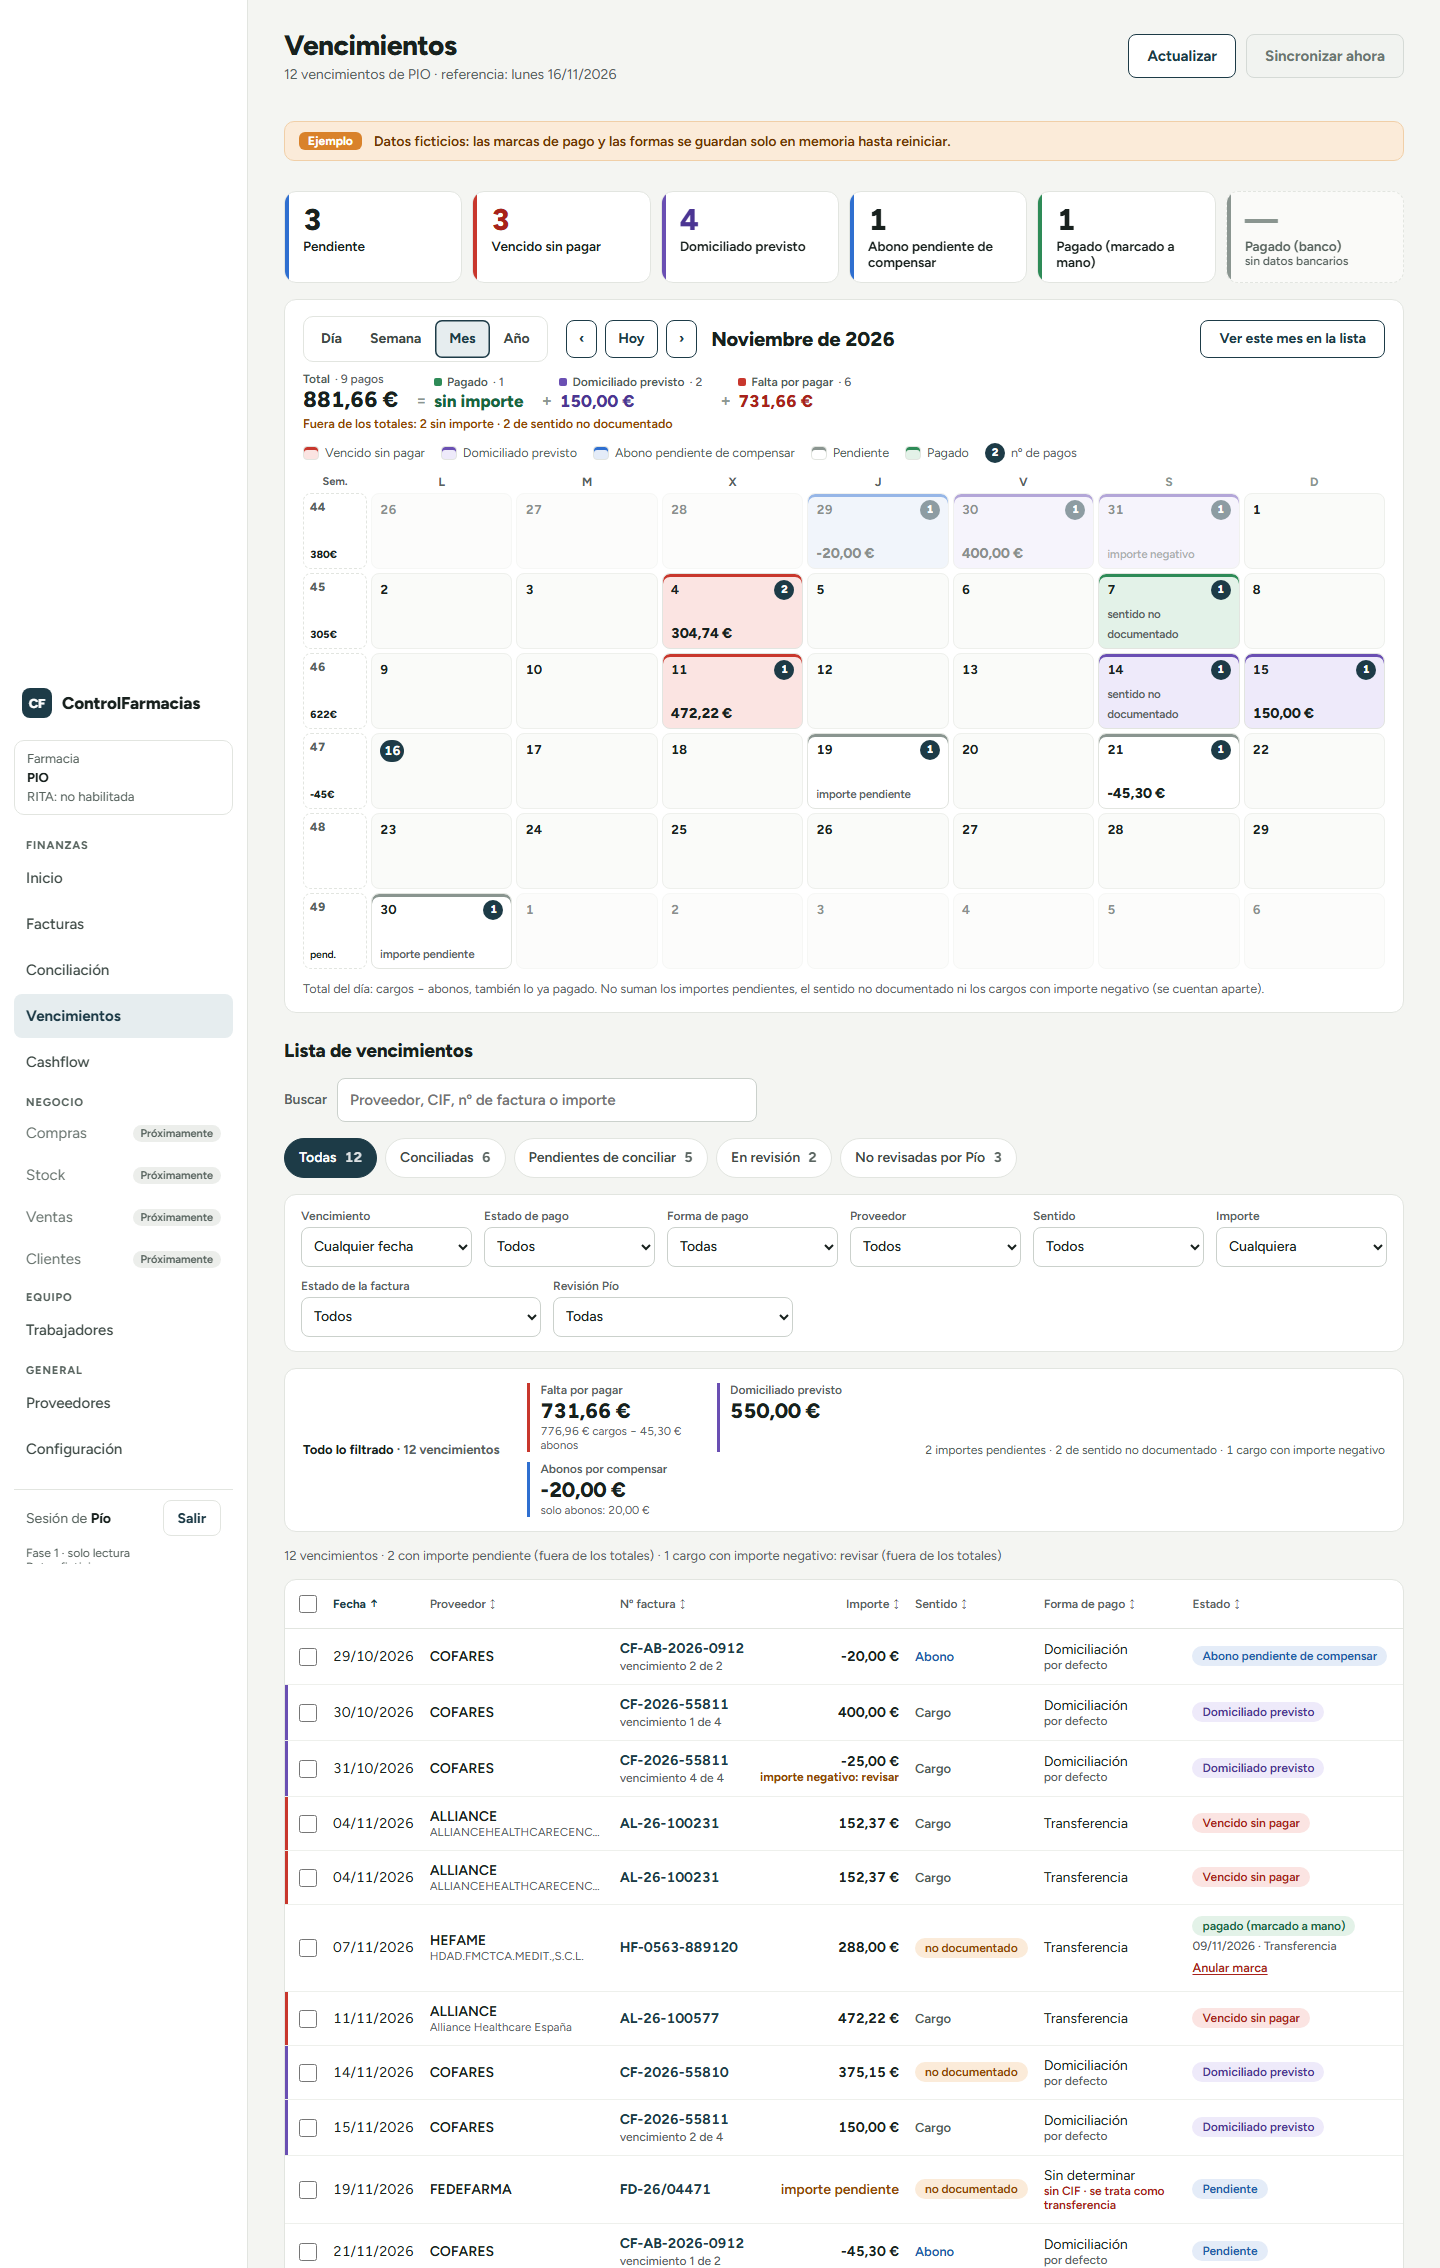 CF ControlFarmacias
Farmacia
PIO
RITA: no habilitada
FINANZAS
Inicio
Facturas
Conciliación
Vencimientos
Cashflow
NEGOCIO
Compras Próximamente
Stock Próximamente
Ventas Próximamente
Clientes Próximamente
EQUIPO
Trabajadores
GENERAL
Proveedores
Configuración
Sesión de Pío Salir
Fase 1 · solo lectura
Vencimientos
12 vencimientos de PIO · referencia: lunes 16/11/2026
Actualizar Sincronizar ahora
Ejemplo Datos ficticios: las marcas de pago y las formas se guardan solo en memoria hasta reiniciar.
3
Pendiente
3
Vencido sin pagar
4
Domiciliado previsto
1
Abono pendiente de
compensar
1
Pagado (marcado a
mano)
—
Pagado (banco)
sin datos bancarios
Día Semana Mes Año ‹ Hoy › Noviembre de 2026 Ver este mes en la lista
Total · 9 pagos Pagado · 1 Domiciliado previsto · 2 Falta por pagar · 6
881,66 € = sin importe + 150,00 € + 731,66 €
Fuera de los totales: 2 sin importe · 2 de sentido no documentado
Vencido sin pagar Domiciliado previsto Abono pendiente de compensar Pendiente Pagado 2 nº de pagos
Sem. L M X J V S D
44 26 27 28 29 1 30 1 31 1 1
380€ -20,00 € 400,00 € importe negativo
45 2 3 4 2 5 6 7 1 8
sentido no
305€ 304,74 € documentado
46 9 10 11 1 12 13 14 1 15 1
sentido no
622€ 472,22 € documentado 150,00 €
47 16 17 18 19 1 20 21 1 22
-45€ importe pendiente -45,30 €
48 23 24 25 26 27 28 29
49 30 1 1 2 3 4 5 6
pend. importe pendiente
Total del día: cargos – abonos, también lo ya pagado. No suman los importes pendientes, el sentido no documentado ni los cargos con importe negativo (se cuentan aparte).
Lista de vencimientos
Buscar Proveedor, CIF, nº de factura o importe
Todas 12 Conciliadas 6 Pendientes de conciliar 5 En revisión 2 No revisadas por Pío 3
Vencimiento Estado de pago Forma de pago Proveedor Sentido Importe
Cualquier fecha Todos Todas Todos Todos Cualquiera
Estado de la factura Revisión Pío
Todos Todas
Todo lo filtrado · 12 vencimientos
Falta por pagar
731,66 €
776,96 € cargos – 45,30 €
abonos
Domiciliado previsto
550,00 €
Abonos por compensar
-20,00 €
solo abonos: 20,00 €
2 importes pendientes · 2 de sentido no documentado · 1 cargo con importe negativo
12 vencimientos · 2 con importe pendiente (fuera de los totales) · 1 cargo con importe negativo: revisar (fuera de los totales)
Fecha ↑ Proveedor ↕ Nº factura ↕ Importe ↕ Sentido ↕ Forma de pago ↕ Estado ↕
29/10/2026 COFARES CF-AB-2026-0912 -20,00 € Abono Domiciliación Abono pendiente de compensar
vencimiento 2 de 2 por defecto
30/10/2026 COFARES CF-2026-55811 400,00 € Cargo Domiciliación Domiciliado previsto
vencimiento 1 de 4 por defecto
31/10/2026 COFARES CF-2026-55811 -25,00 € Cargo Domiciliación Domiciliado previsto
vencimiento 4 de 4 importe negativo: revisar por defecto
04/11/2026 ALLIANCE AL-26-100231 152,37 € Cargo Transferencia Vencido sin pagar
ALLIANCEHEALTHCARECENC...
04/11/2026 ALLIANCE AL-26-100231 152,37 € Cargo Transferencia Vencido sin pagar
ALLIANCEHEALTHCARECENC...
07/11/2026 HEFAME HF-0563-889120 288,00 € no documentado Transferencia pagado (marcado a mano)
HDAD.FMCTCA.MEDIT.,S.C.L. 09/11/2026 · Transferencia
Anular marca
11/11/2026 ALLIANCE AL-26-100577 472,22 € Cargo Transferencia Vencido sin pagar
Alliance Healthcare España
14/11/2026 COFARES CF-2026-55810 375,15 € no documentado Domiciliación Domiciliado previsto
por defecto
15/11/2026 COFARES CF-2026-55811 150,00 € Cargo Domiciliación Domiciliado previsto
vencimiento 2 de 4 por defecto
19/11/2026 FEDEFARMA FD-26/04471 importe pendiente no documentado Sin determinar Pendiente
sin CIF · se trata como
transferencia
21/11/2026 COFARES CF-AB-2026-0912 -45,30 € Abono Domiciliación Pendiente
vencimiento 1 de 2 por defecto